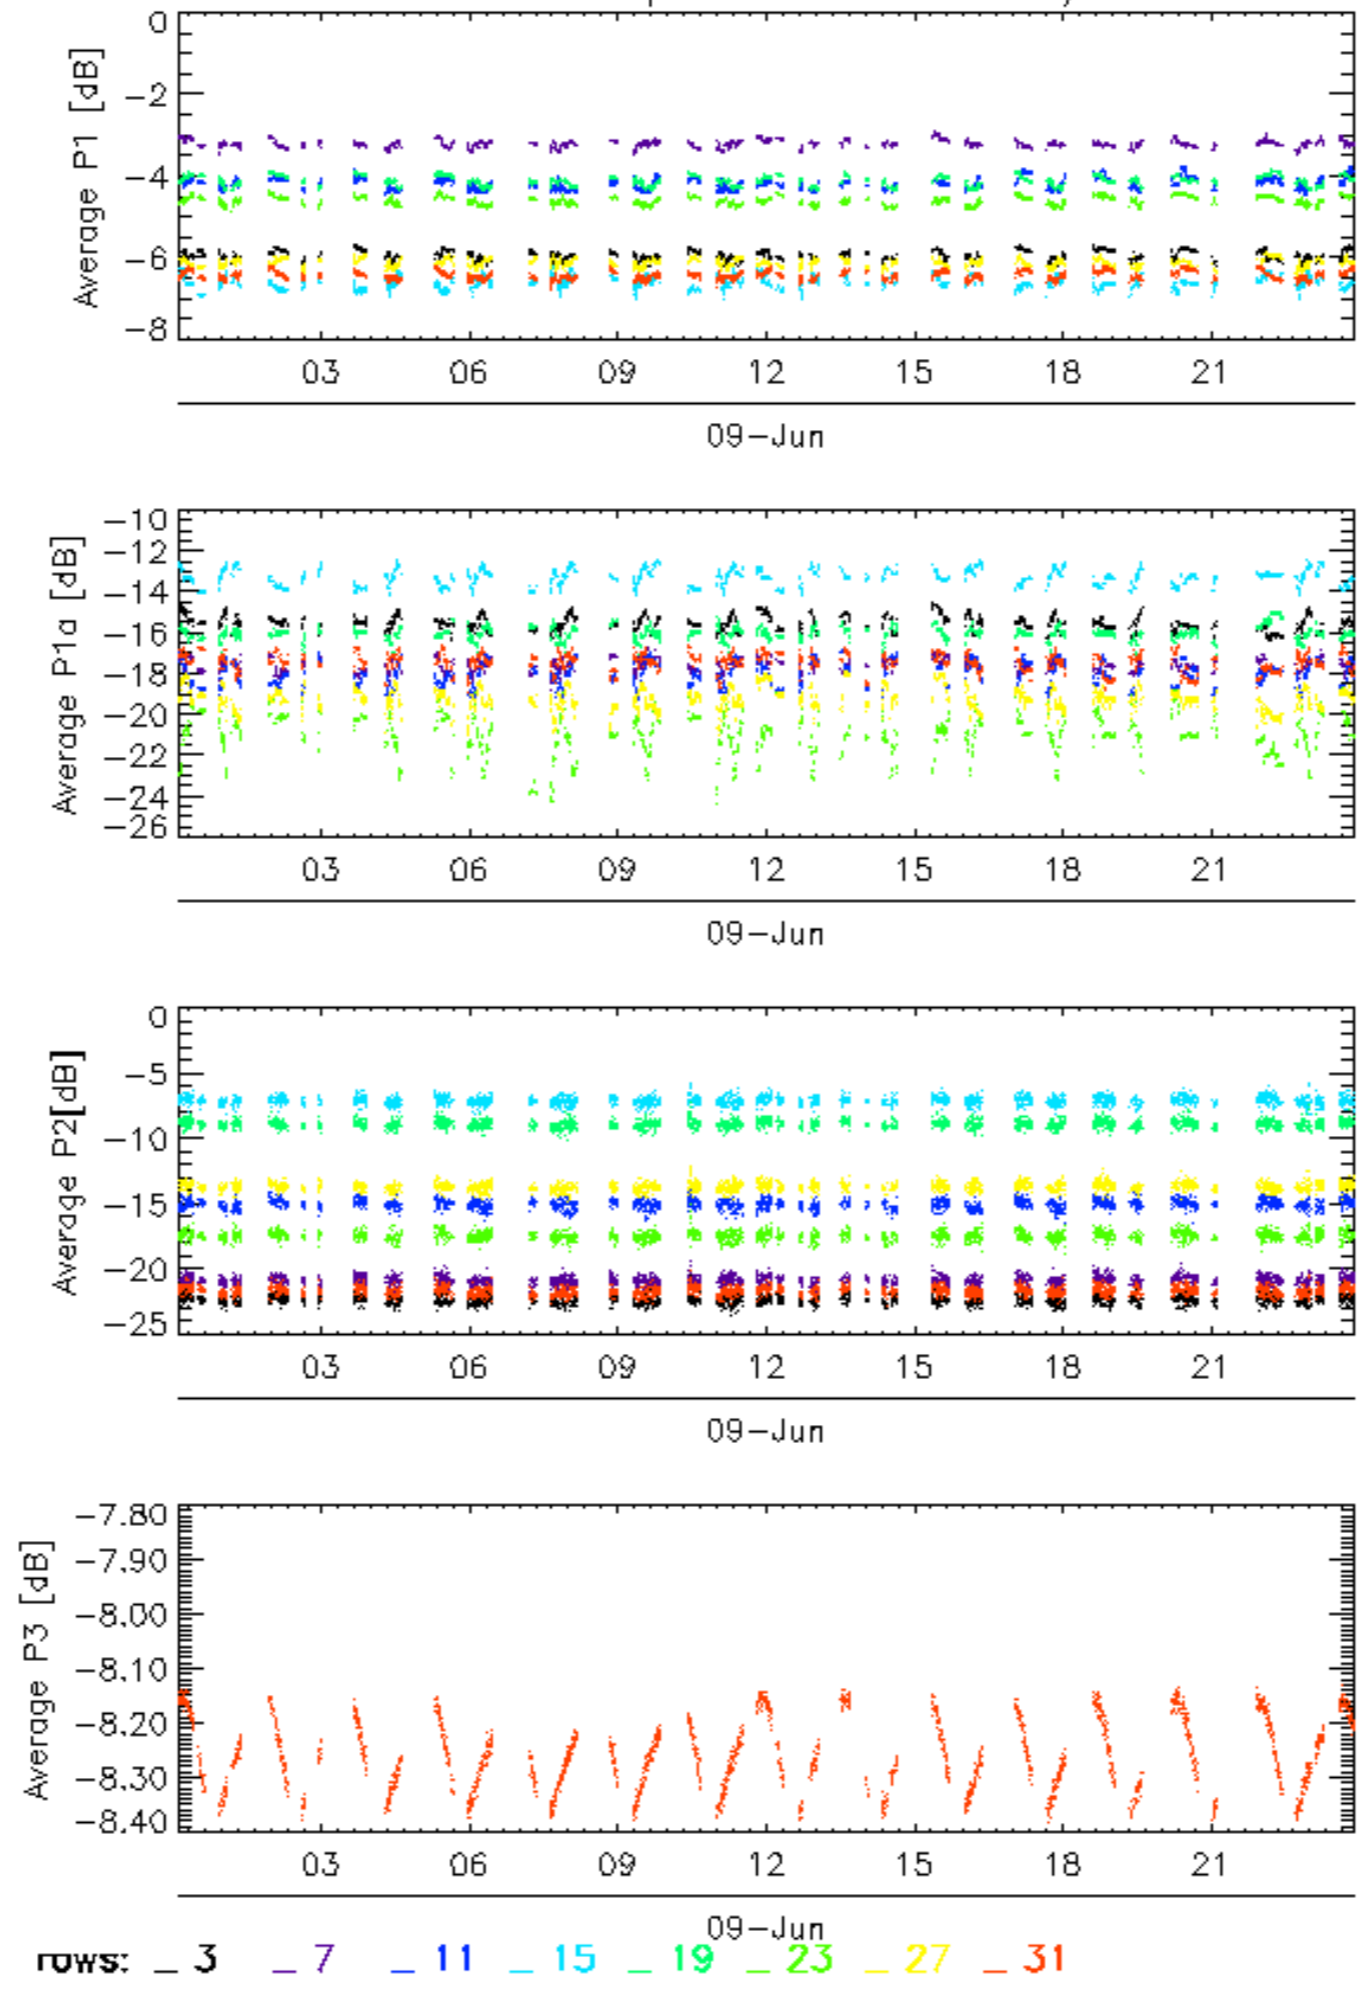 Average P1 [dB]
0
−2
−4
−6
−8
03 06 09 12 15 18 21
09−Jun
Average P1a [dB]
−10
−12
−14
−16
−18
−20
−22
−24
−26
03 06 09 12 15 18 21
09−Jun
Average P2[dB]
0
−5
−10
−15
−20
−25
03 06 09 12 15 18 21
09−Jun
Average P3 [dB]
−7.80
−7.90
−8.00
−8.10
−8.20
−8.30
−8.40
03 06 09 12 15 18 21
09−Jun
rows: _ 3 _ 7 _ 11 _ 15 _ 19 _ 23 _ 27 _ 31